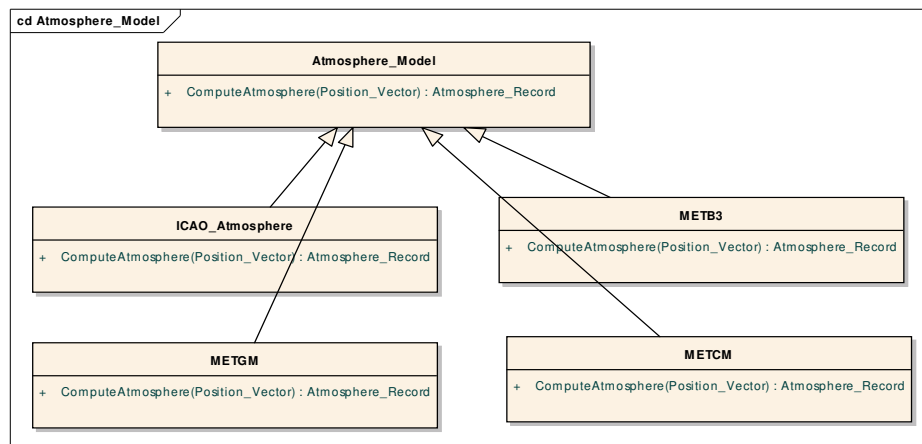 cd Atmosphere_Model
Atmosphere_Model
+ ComputeAtmosphere(Position_Vector) : Atmosphere_Record
ICAO_Atmosphere
+ ComputeAtmosphere(Position_Vector) : Atmosphere_Record
METB3
+ ComputeAtmosphere(Position_Vector) : Atmosphere_Record
METGM
+ ComputeAtmosphere(Position_Vector) : Atmosphere_Record
METCM
+ ComputeAtmosphere(Position_Vector) : Atmosphere_Record